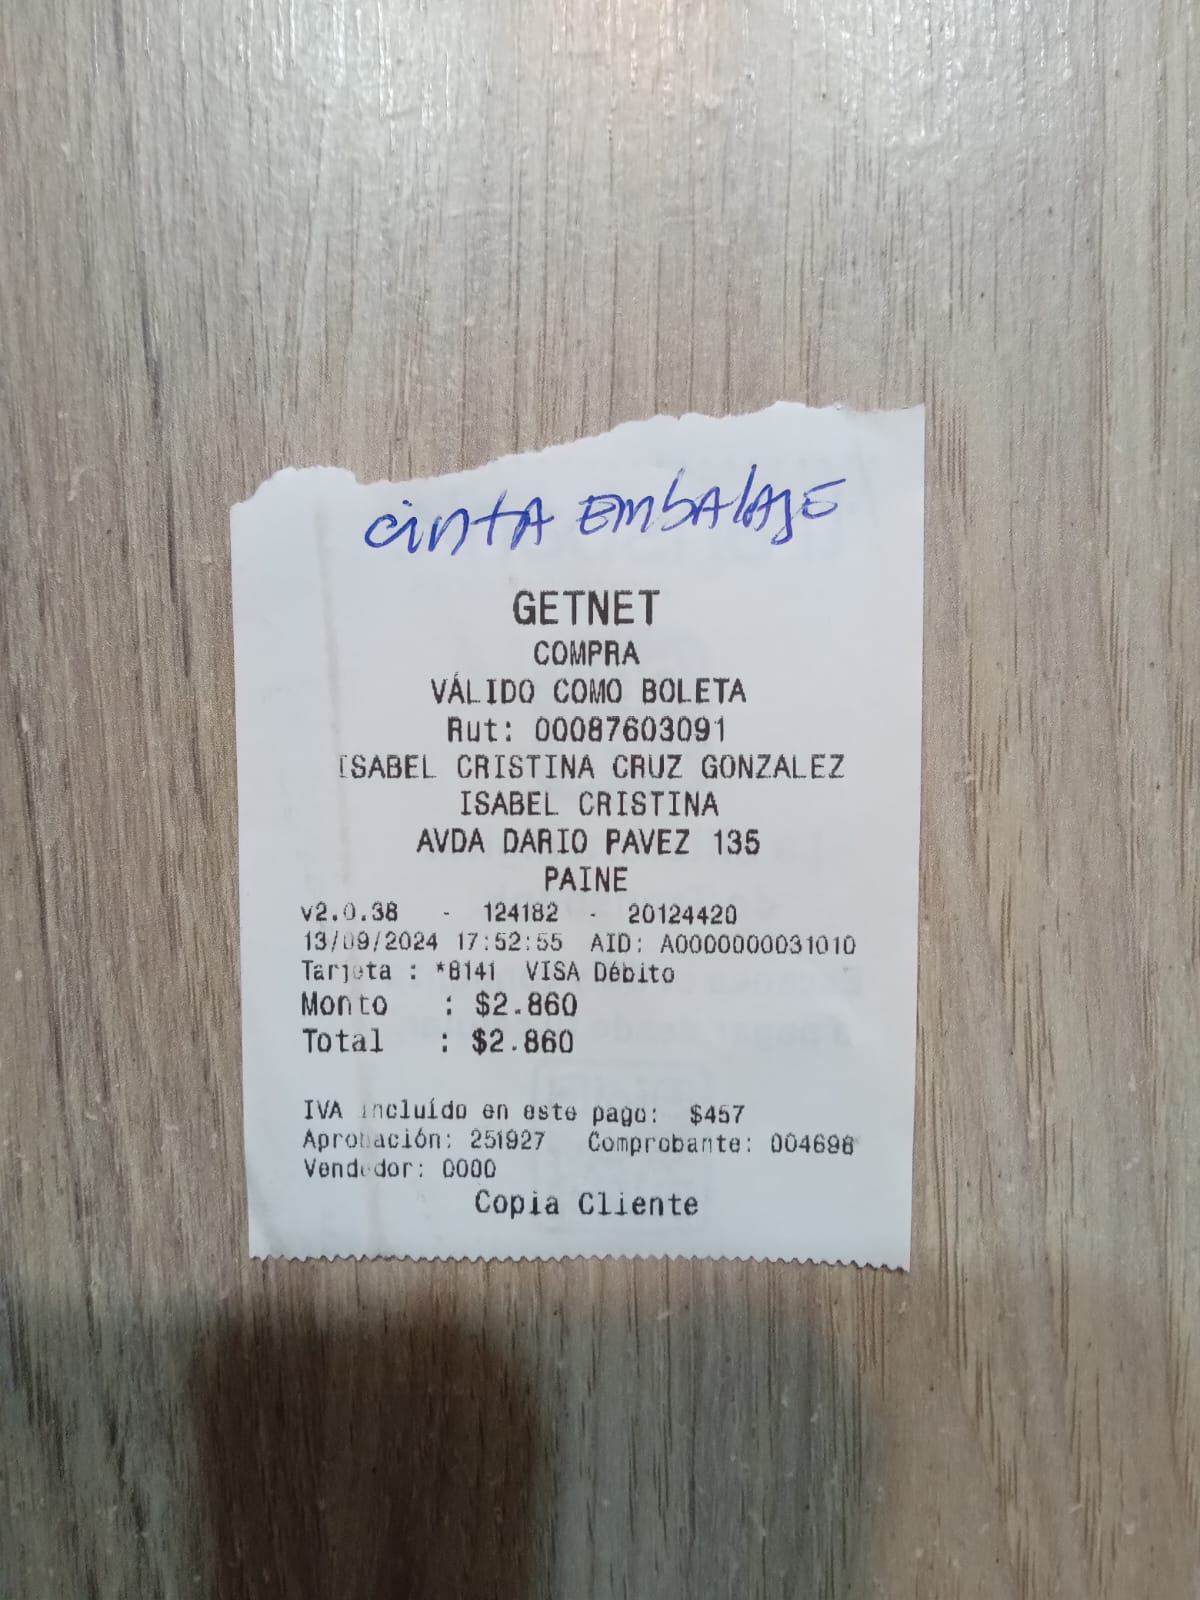 cinta EmbalajE
GETNET
COMPRA
VÁLIDO COMO BOLETA
Rut: 00087603091
ISABEL CRISTINA CRUZ GONZALEZ
ISABEL CRISTINA
AVDA DARIO PAVEZ 135
PAINE
v2.0.38 - 124182 - 20124420
13/09/2024 17:52:55 AID: A0000000031010
Tarjeta : *8141 VISA Débito
Monto : $2.860
Total : $2.860
IVA incluído en este pago: $457
Aprobación: 251927 Comprobante: 004698
Vendedor: 0000
Copia Cliente